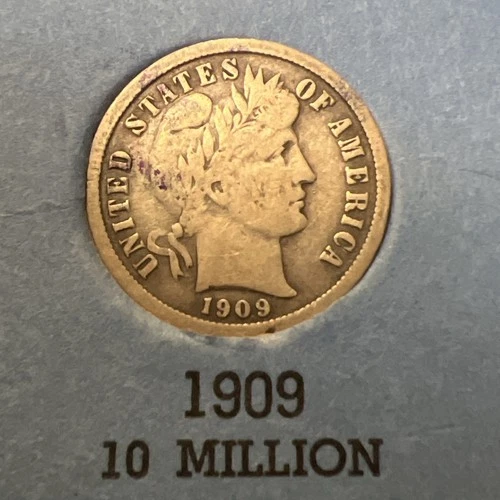 UNITED STATES OF AMERICA
1909
1909
10 MILLION